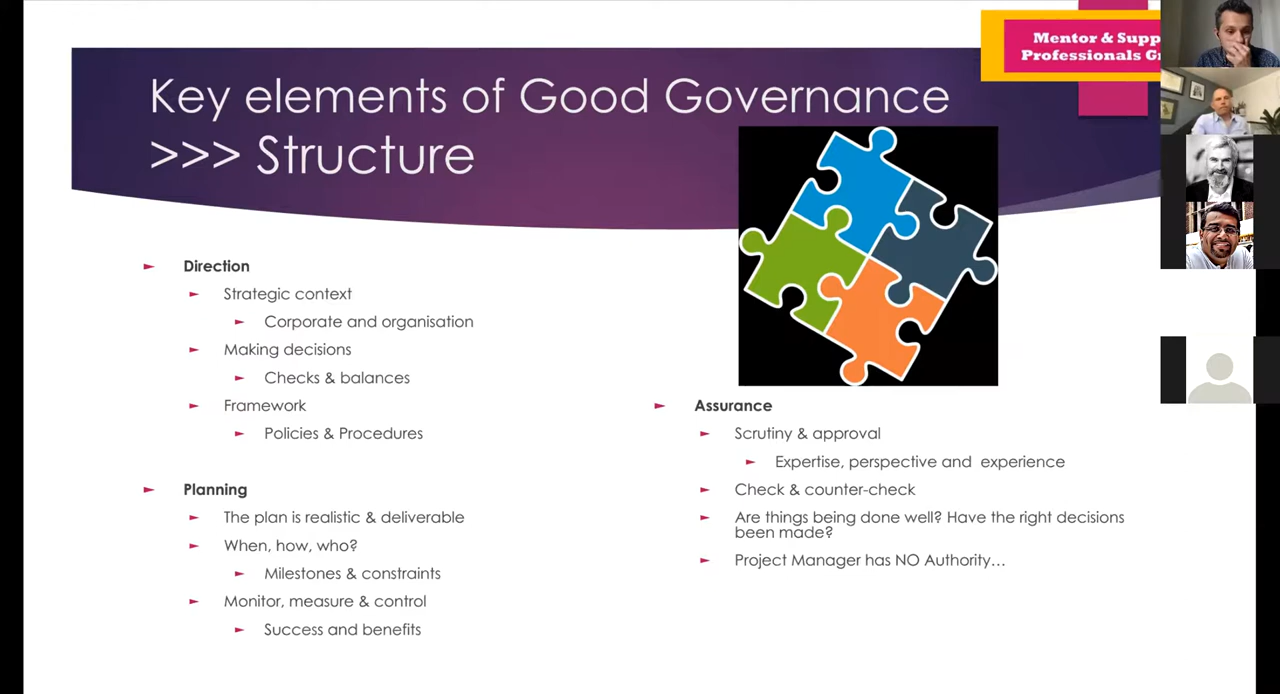 Key elements of Good Governance
>>> Structure
Mentor & Supp
Professionals G
Direction
Strategic context
Corporate and organisation
Making decisions
Checks & balances
Framework
Policies & Procedures
Planning
The plan is realistic & deliverable
When, how, who?
Milestones & constraints
Monitor, measure & control
Success and benefits
Assurance
Scrutiny & approval
Expertise, perspective and experience
Check & counter-check
Are things being done well? Have the right decisions
been made?
Project Manager has NO Authority…